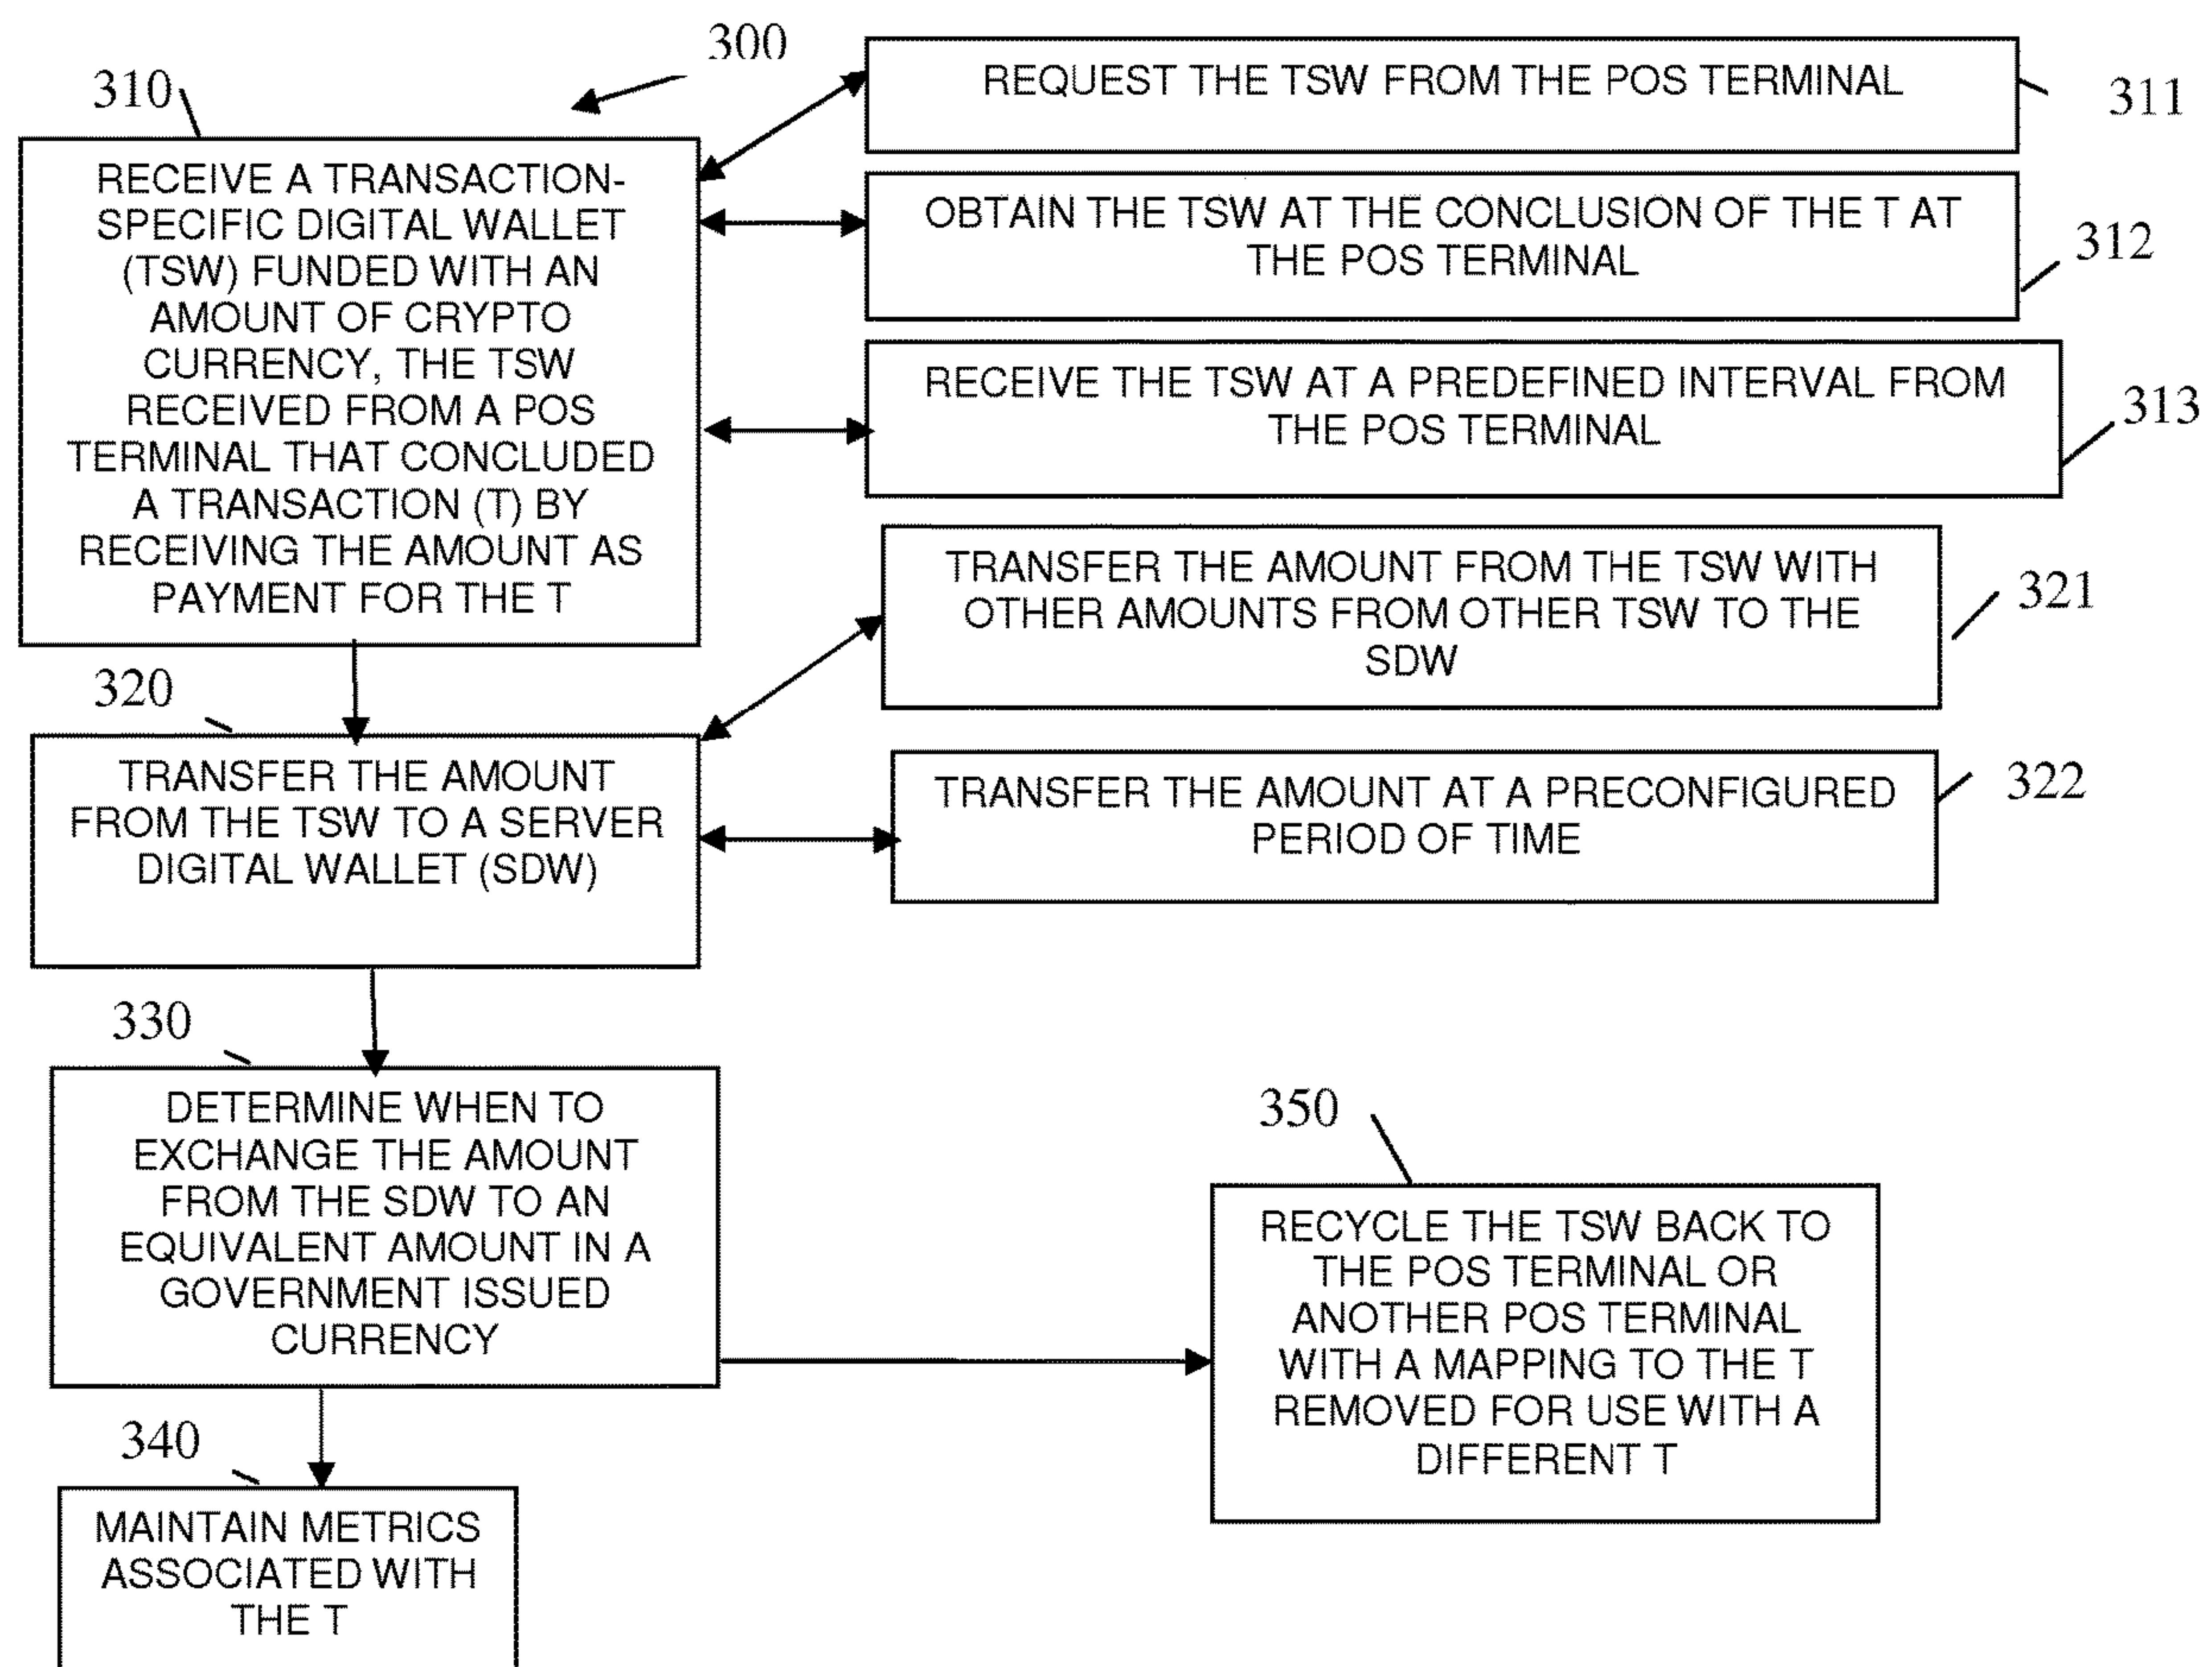 300
310
RECEIVE A TRANSACTION-
SPECIFIC DIGITAL WALLET
(TSW) FUNDED WITH AN
AMOUNT OF CRYPTO
CURRENCY, THE TSW
RECEIVED FROM A POS
TERMINAL THAT CONCLUDED
A TRANSACTION (T) BY
RECEIVING THE AMOUNT AS
PAYMENT FOR THE T
REQUEST THE TSW FROM THE POS TERMINAL
311
OBTAIN THE TSW AT THE CONCLUSION OF THE T AT
THE POS TERMINAL
312
RECEIVE THE TSW AT A PREDEFINED INTERVAL FROM
THE POS TERMINAL
313
320
TRANSFER THE AMOUNT
FROM THE TSW TO A SERVER
DIGITAL WALLET (SDW)
TRANSFER THE AMOUNT FROM THE TSW WITH
OTHER AMOUNTS FROM OTHER TSW TO THE
SDW
321
TRANSFER THE AMOUNT AT A PRECONFIGURED
PERIOD OF TIME
322
330
DETERMINE WHEN TO
EXCHANGE THE AMOUNT
FROM THE SDW TO AN
EQUIVALENT AMOUNT IN A
GOVERNMENT ISSUED
CURRENCY
350
RECYCLE THE TSW BACK TO
THE POS TERMINAL OR
ANOTHER POS TERMINAL
WITH A MAPPING TO THE T
REMOVED FOR USE WITH A
DIFFERENT T
340
MAINTAIN METRICS
ASSOCIATED WITH
THE T